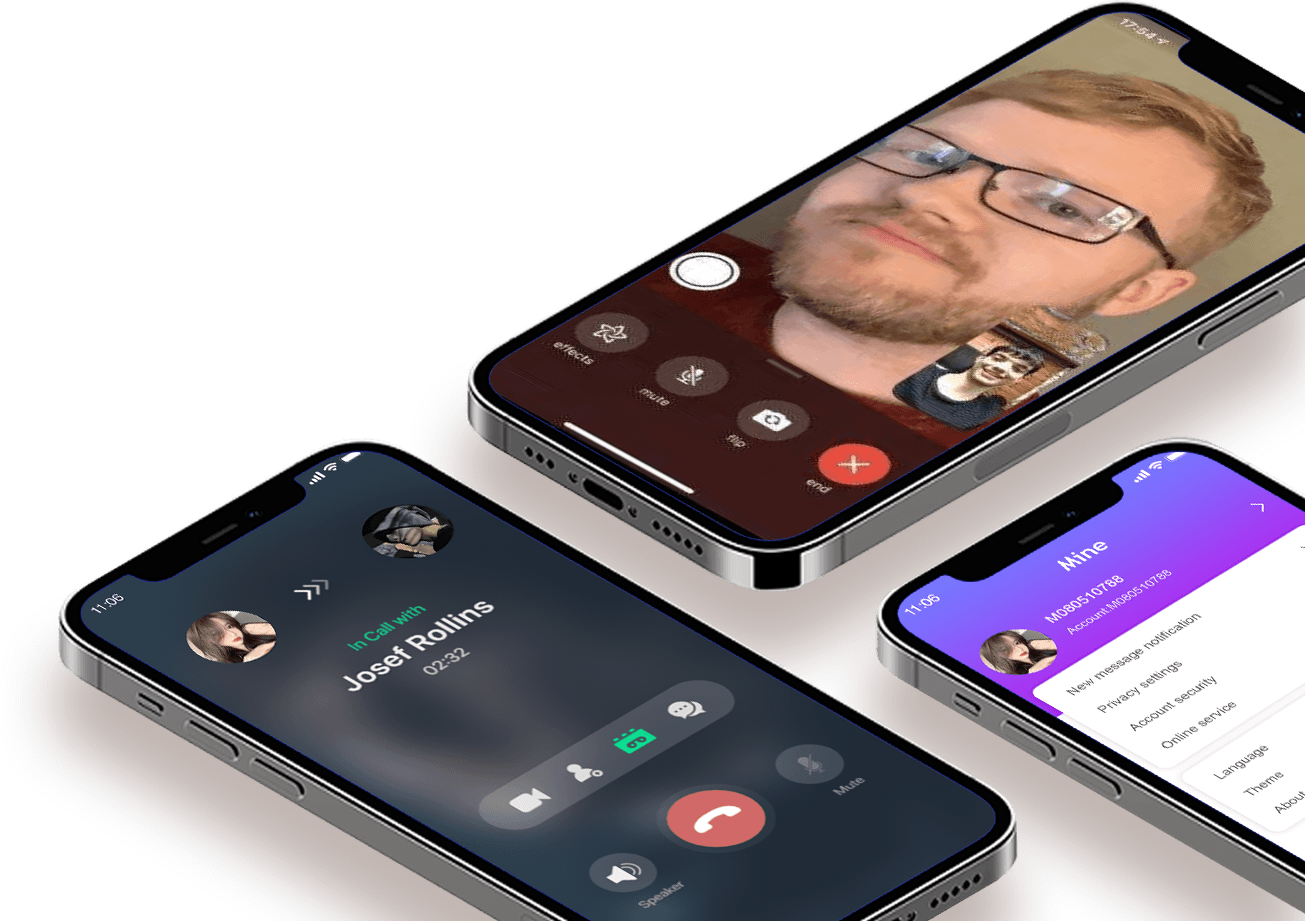 17:54
effects
mute
flip
end
11:06
In Call with
Josef Rollins
02:32
Mute
Speaker
11:06
Mine
M080510788
Account:M080510788
New message notification
Privacy settings
Account security
Online service
Language
Theme
About